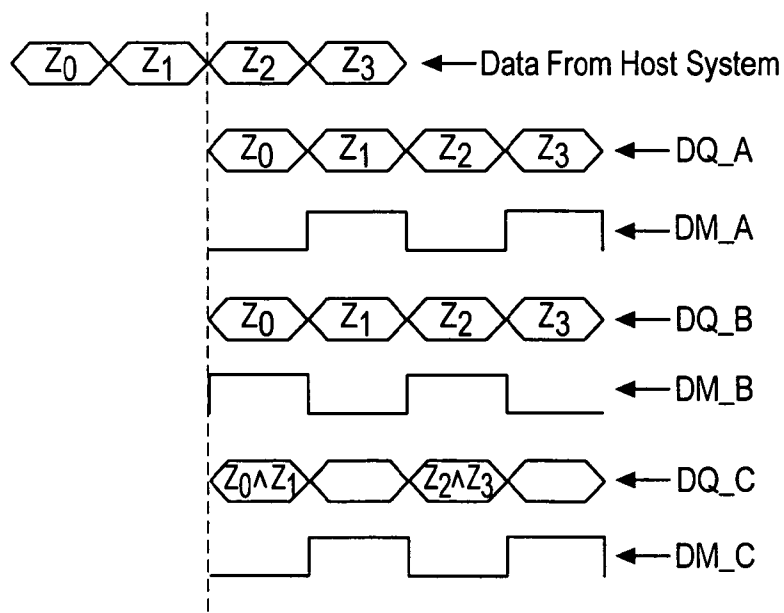 Z0 Z1 Z2 Z3 Data From Host System
Z0 Z1 Z2 Z3 DQ_A
DM_A
Z0 Z1 Z2 Z3 DQ_B
DM_B
Z0∧Z1 Z2∧Z3 DQ_C
DM_C